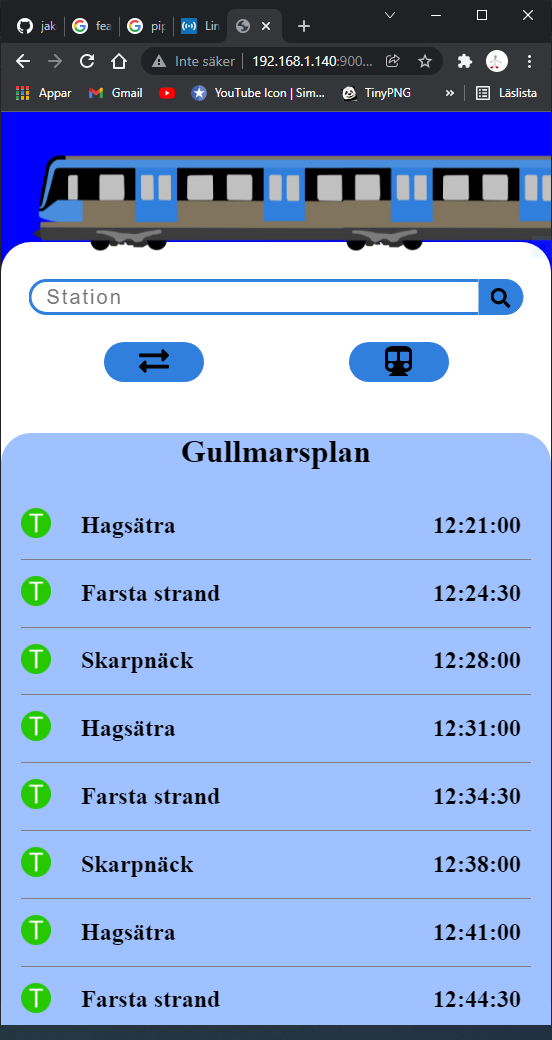 jak
fea
pip
Lin
Inte säker
192.168.1.140:900...
Appar
Gmail
YouTube Icon | Sim...
TinyPNG
»
Läslista
Station
Gullmarsplan
T Hagsätra 12:21:00
T Farsta strand 12:24:30
T Skarpnäck 12:28:00
T Hagsätra 12:31:00
T Farsta strand 12:34:30
T Skarpnäck 12:38:00
T Hagsätra 12:41:00
T Farsta strand 12:44:30